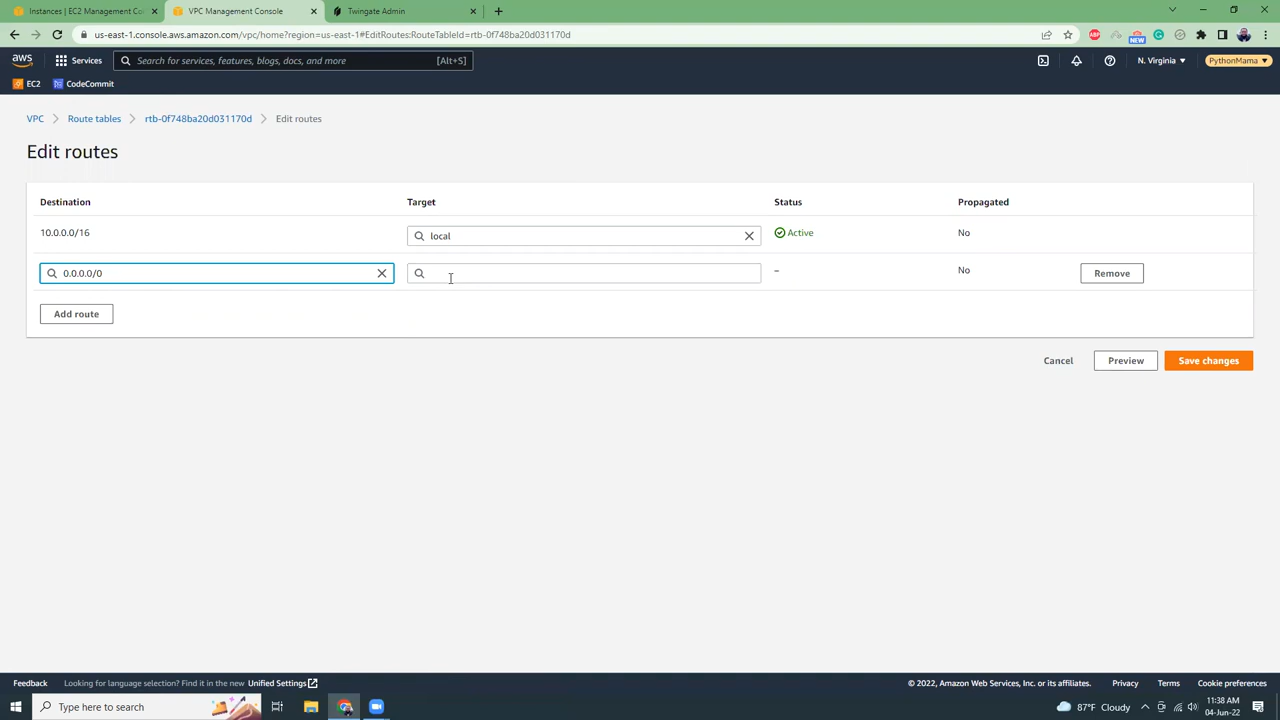 Instances | EC2 Management Co
VPC Management Console
Twingate Admin
us-east-1.console.aws.amazon.com/vpc/home?region=us-east-1#EditRoutes:RouteTableId=rtb-0f748ba20d031170d
ABP
NEW
aws
Services
Search for services, features, blogs, docs, and more
[Alt+S]
N. Virginia
PythonMama
EC2
CodeCommit
VPC
Route tables
rtb-0f748ba20d031170d
Edit routes
Edit routes
Destination
Target
Status
Propagated
10.0.0.0/16
local
Active
No
0.0.0.0/0
–
No
Remove
Add route
Cancel
Preview
Save changes
Feedback
Looking for language selection? Find it in the new Unified Settings
© 2022, Amazon Web Services, Inc. or its affiliates.
Privacy
Terms
Cookie preferences
Type here to search
87°F Cloudy
11:38 AM
04-Jun-22